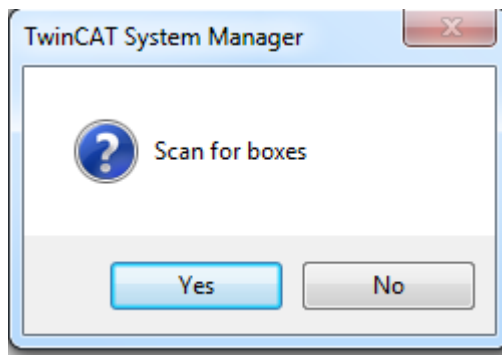 TwinCAT System Manager
Scan for boxes
Yes
No